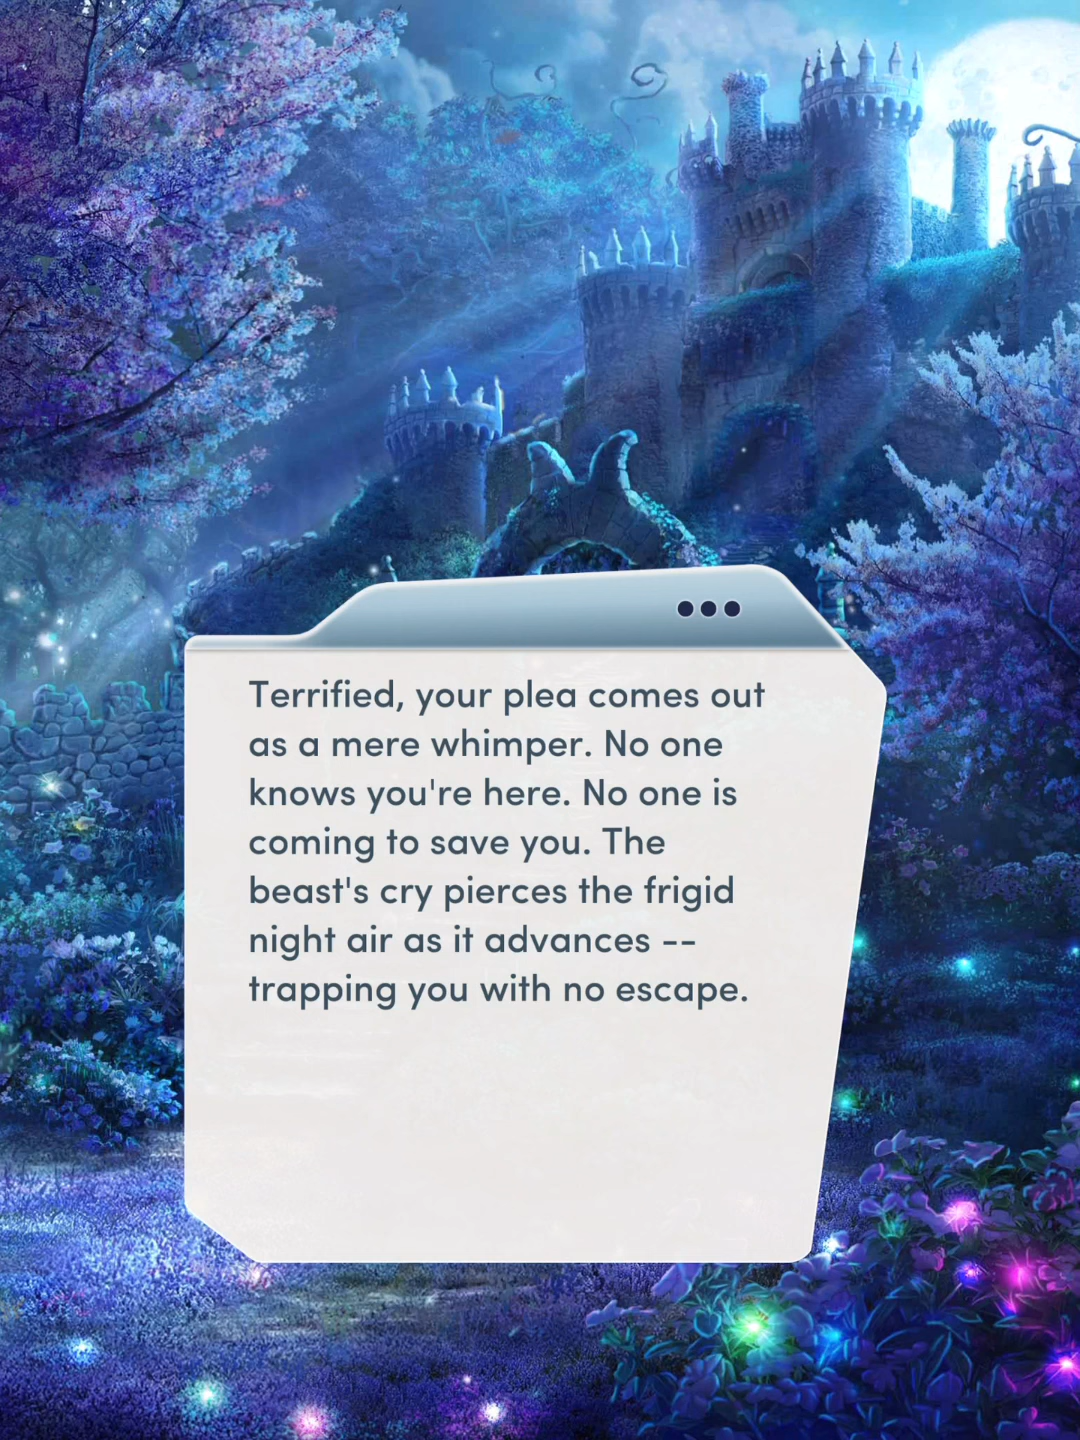 Terrified, your plea comes out
as a mere whimper. No one
knows you're here. No one is
coming to save you. The
beast's cry pierces the frigid
night air as it advances --
trapping you with no escape.